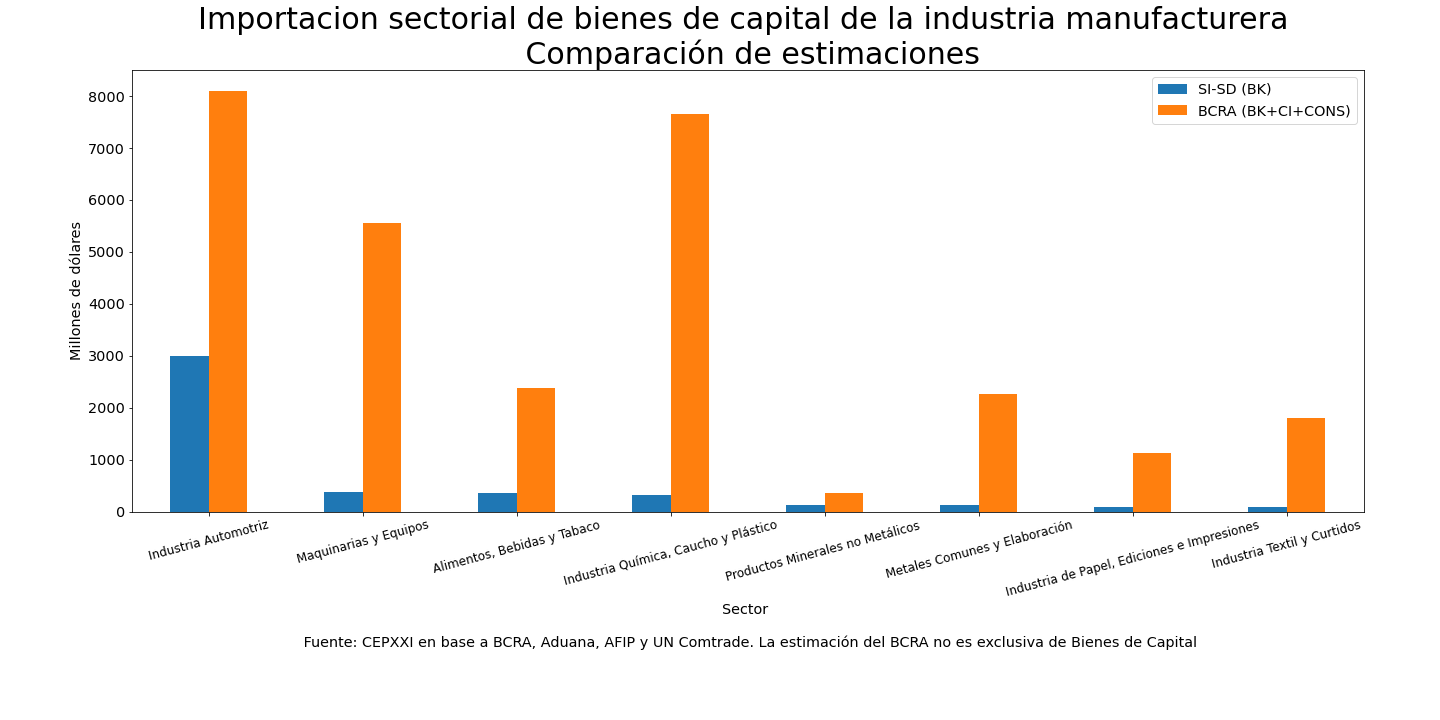 Importacion sectorial de bienes de capital de la industria manufacturera
Comparación de estimaciones
SI-SD (BK)
BCRA (BK+CI+CONS)
Millones de dólares
8000
7000
6000
5000
4000
3000
2000
1000
0
Industria Automotriz
Maquinarias y Equipos
Alimentos, Bebidas y Tabaco
Industria Química, Caucho y Plástico
Productos Minerales no Metálicos
Metales Comunes y Elaboración
Industria de Papel, Ediciones e Impresiones
Industria Textil y Curtidos
Sector
Fuente: CEPXXI en base a BCRA, Aduana, AFIP y UN Comtrade. La estimación del BCRA no es exclusiva de Bienes de Capital